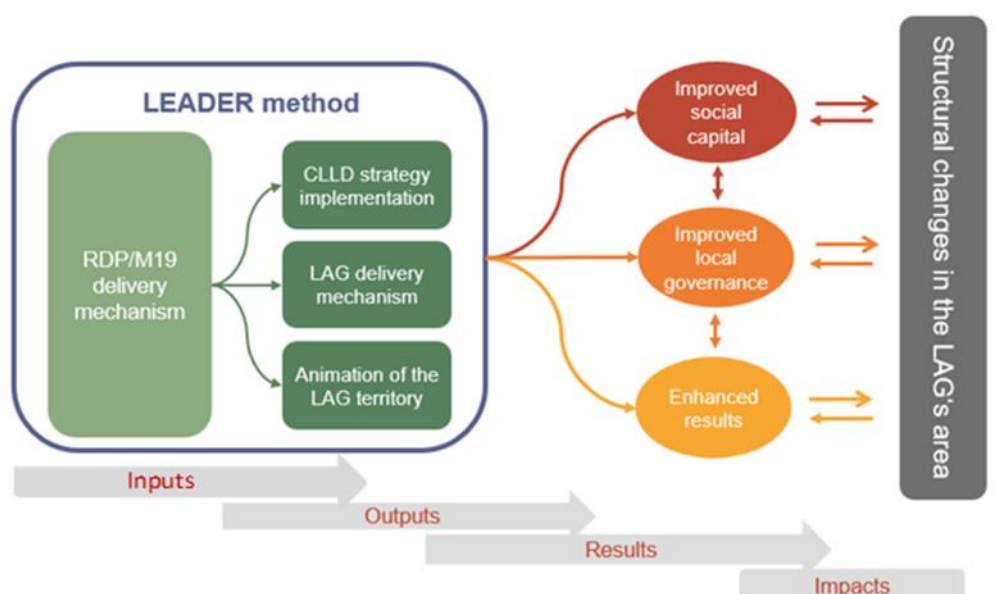 LEADER method
RDP/M19
delivery
mechanism
CLLD strategy
implementation
LAG delivery
mechanism
Animation of the
LAG territory
Improved
social
capital
Improved
local
governance
Enhanced
results
Structural changes in the LAG's area
Inputs
Outputs
Results
Impacts